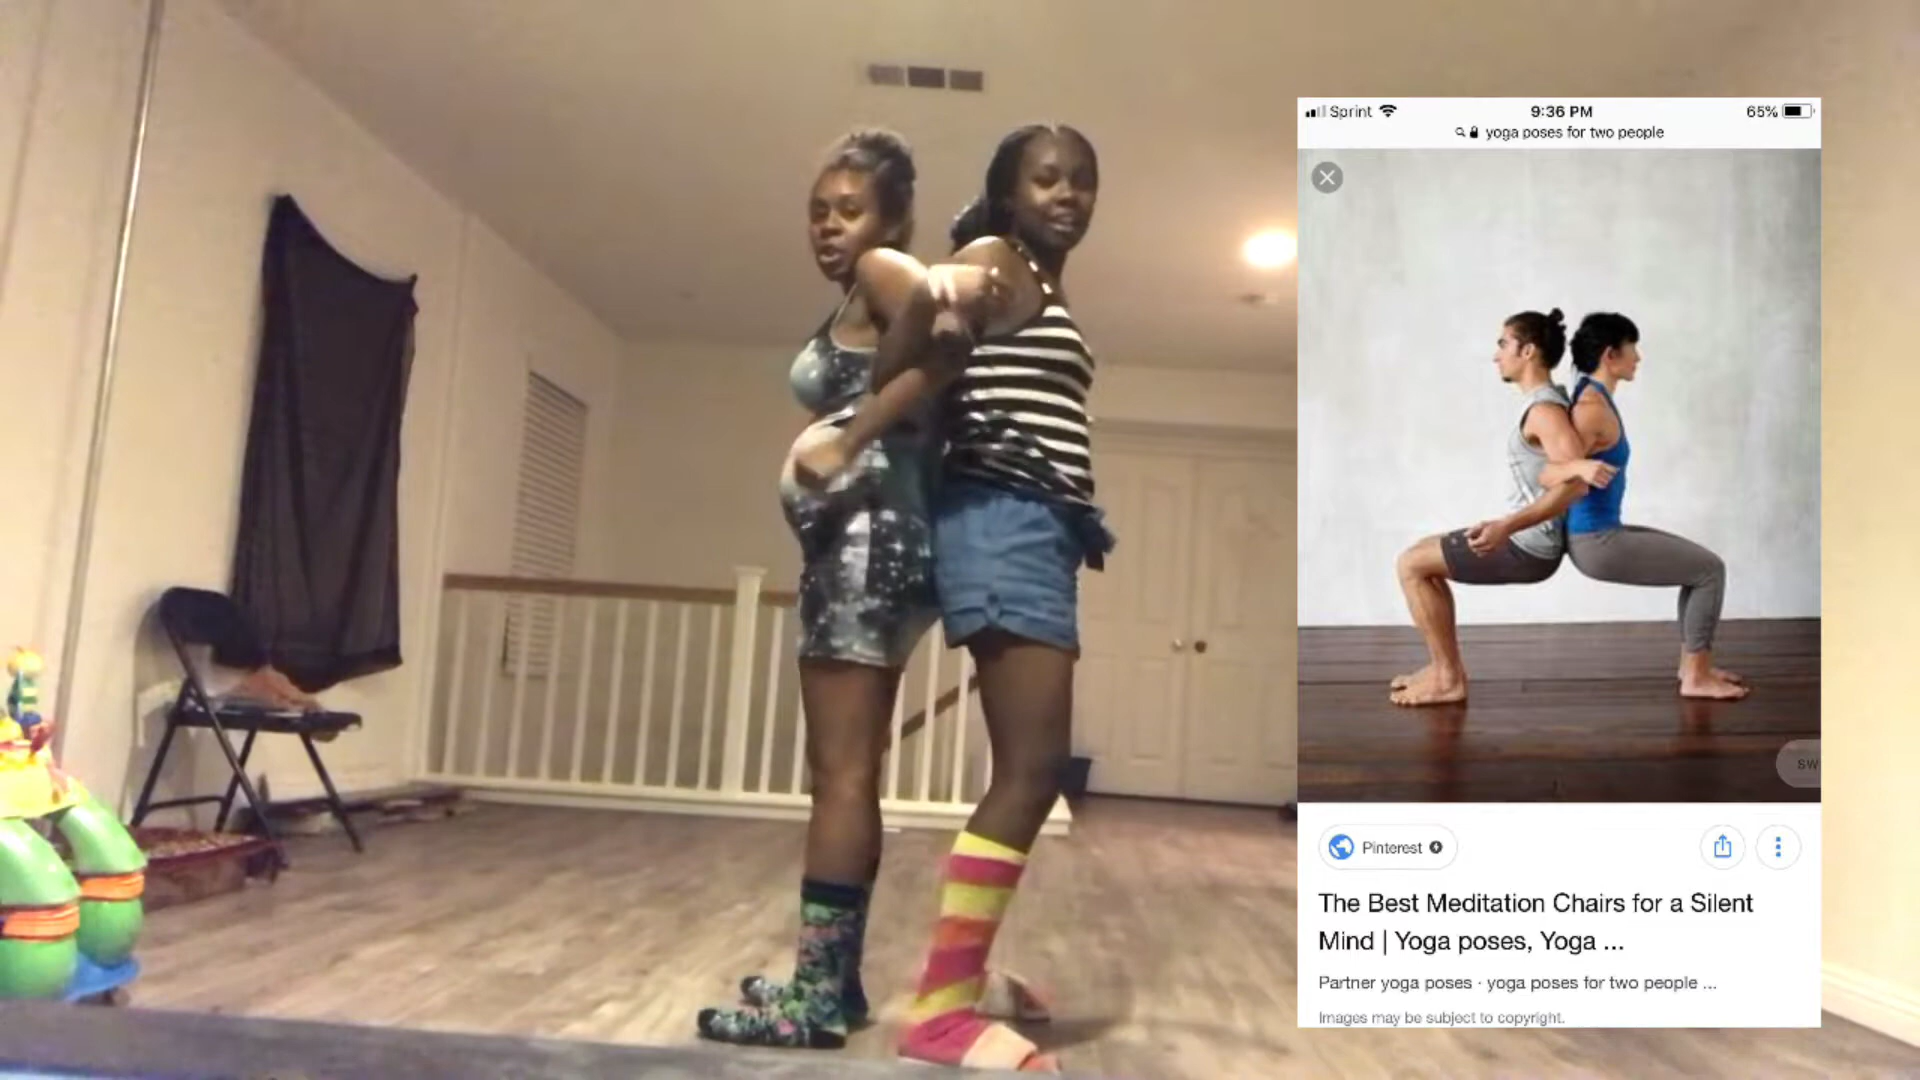 Sprint 9:36 PM 65%
yoga poses for two people
SW
Pinterest
The Best Meditation Chairs for a Silent
Mind | Yoga poses, Yoga ...
Partner yoga poses · yoga poses for two people ...
Images may be subject to copyright.